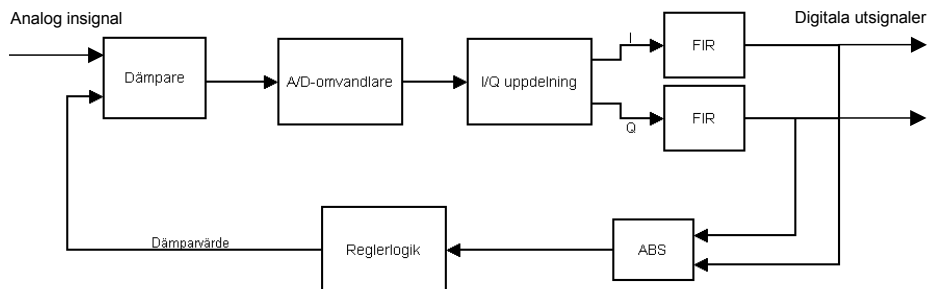 Analog insignal
Digitala utsignaler
Dämpare
A/D-omvandlare
I/Q uppdelning
I
FIR
Q
FIR
Dämparvärde
Reglerlogik
ABS